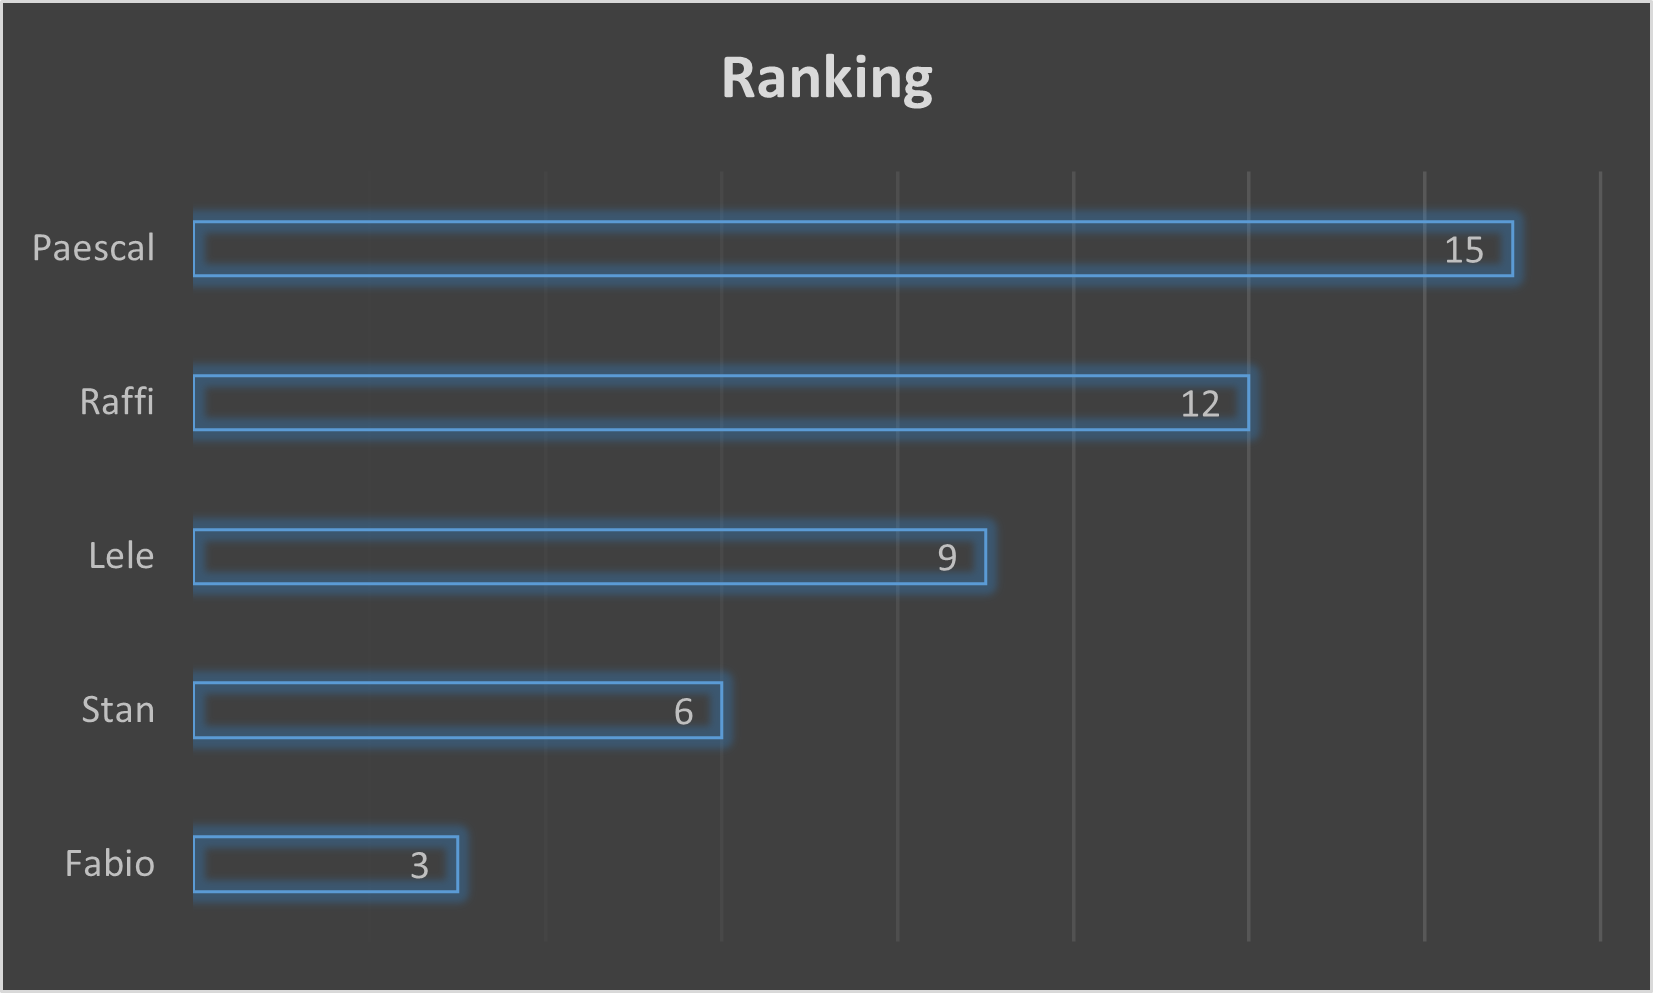 Ranking
Paescal 15
Raffi 12
Lele 9
Stan 6
Fabio 3